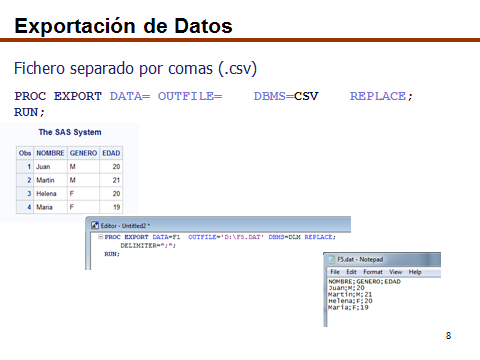 Exportación de Datos
Fichero separado por comas (.csv)
PROC EXPORT DATA= OUTFILE= DBMS=CSV REPLACE;
RUN;
The SAS System
Obs NOMBRE GENERO EDAD
1 Juan M 20
2 Martin M 21
3 Helena F 20
4 Maria F 19
Editor - Untitled2 *
PROC EXPORT DATA=F1 OUTFILE='D:\F5.DAT' DBMS=DLM REPLACE;
DELIMITER=";";
RUN;
F5.dat - Notepad
File Edit Format View Help
NOMBRE;GENERO;EDAD
Juan;M;20
Martin;M;21
Helena;F;20
Maria;F;19
8